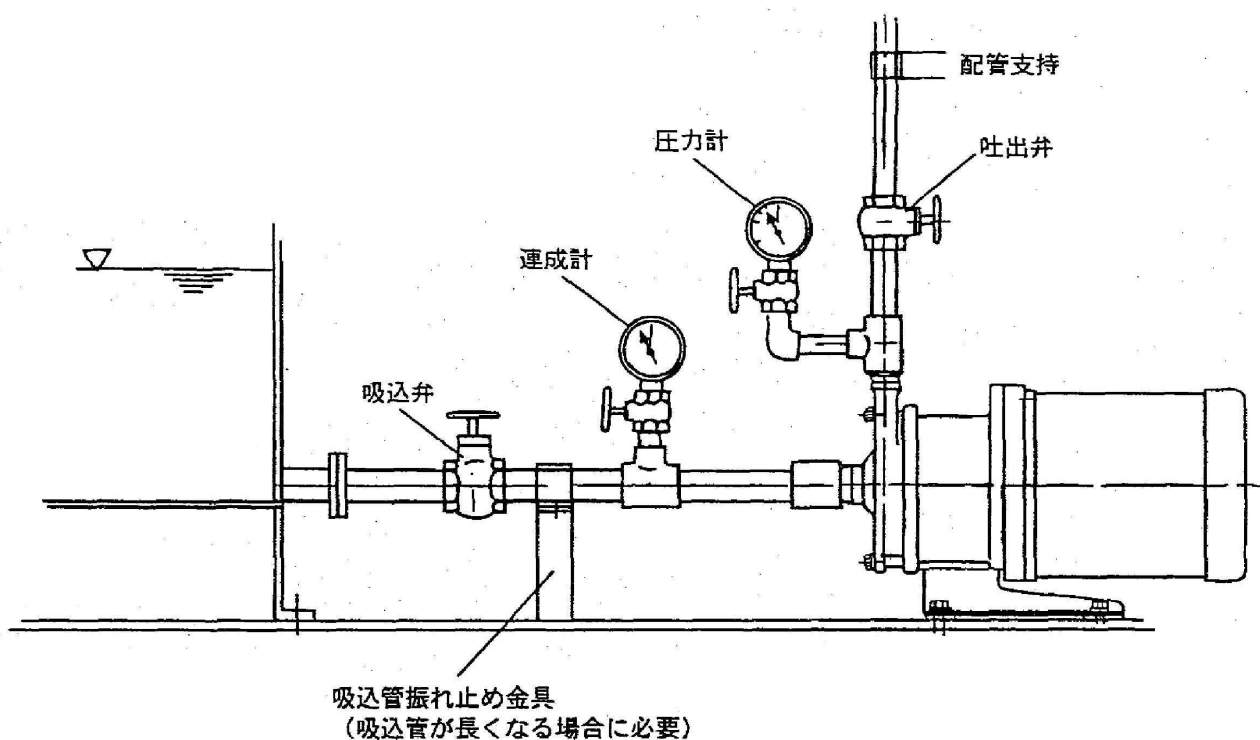 配管支持
圧力計
吐出弁
連成計
吸込弁
吸込管振れ止め金具
（吸込管が長くなる場合に必要）